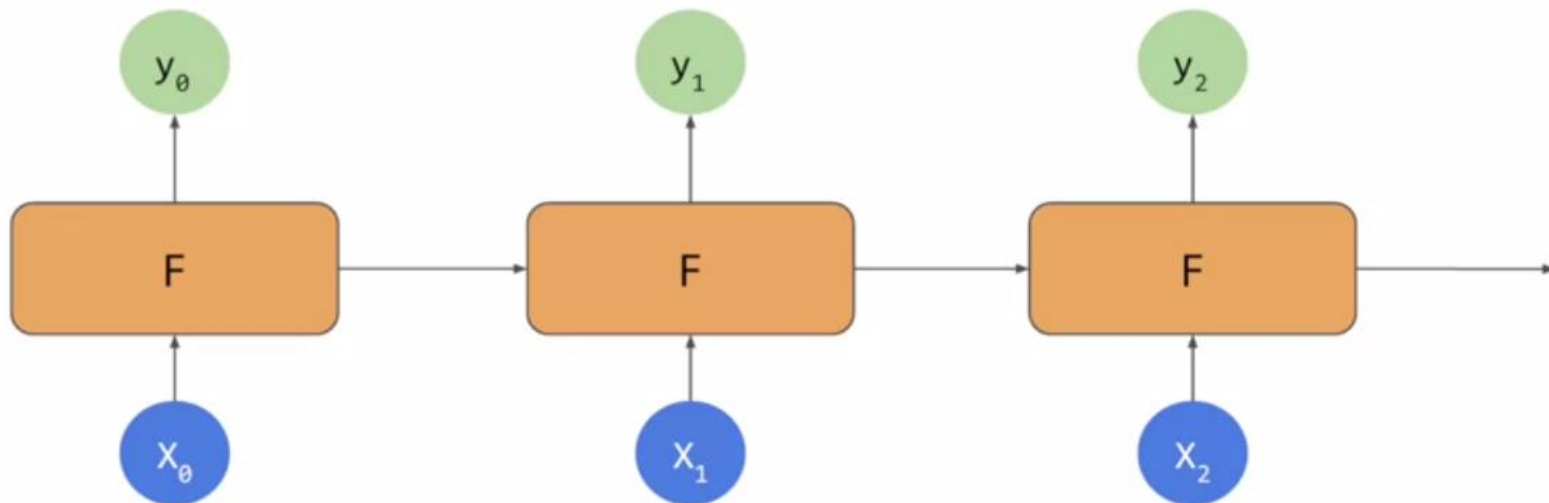 y₀ y₁ y₂
F F F
X₀ X₁ X₂